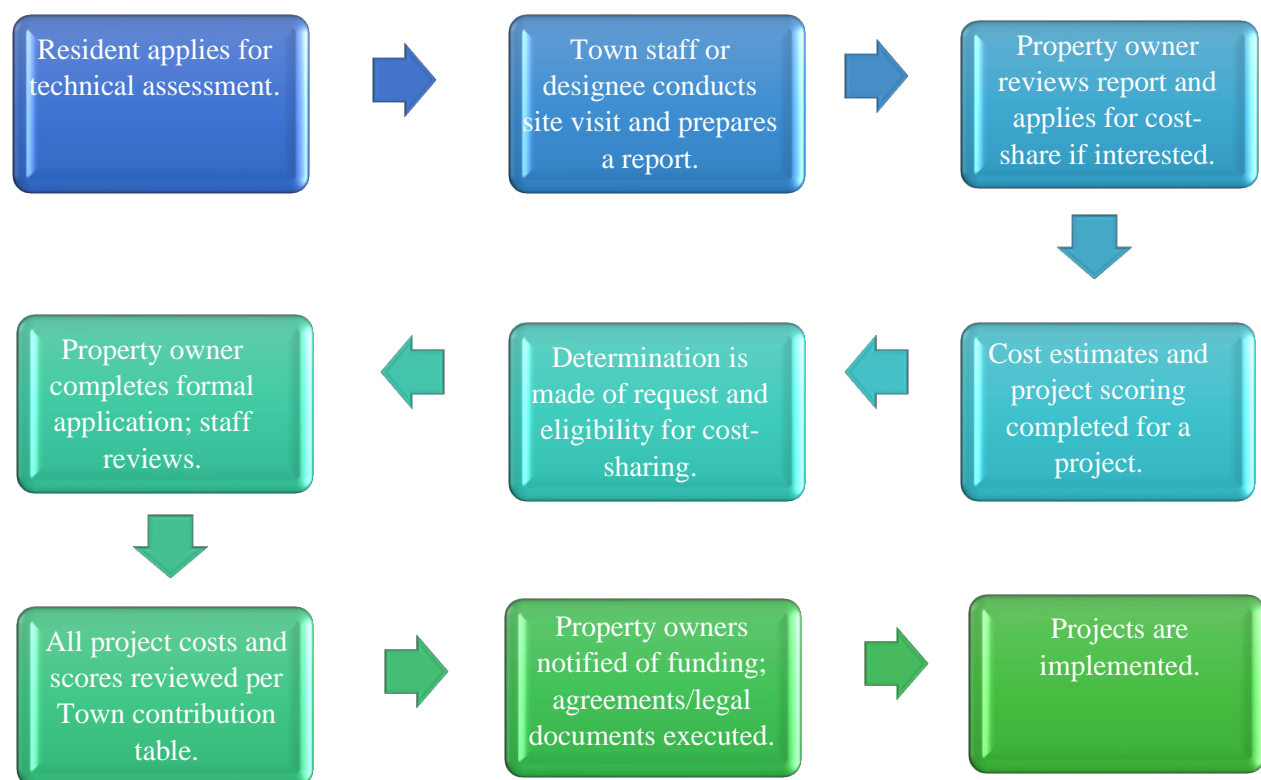 Resident applies for
technical assessment.
Town staff or
designee conducts
site visit and prepares
a report.
Property owner
reviews report and
applies for cost-
share if interested.
Cost estimates and
project scoring
completed for a
project.
Determination is
made of request and
eligibility for cost-
sharing.
Property owner
completes formal
application; staff
reviews.
All project costs and
scores reviewed per
Town contribution
table.
Property owners
notified of funding;
agreements/legal
documents executed.
Projects are
implemented.